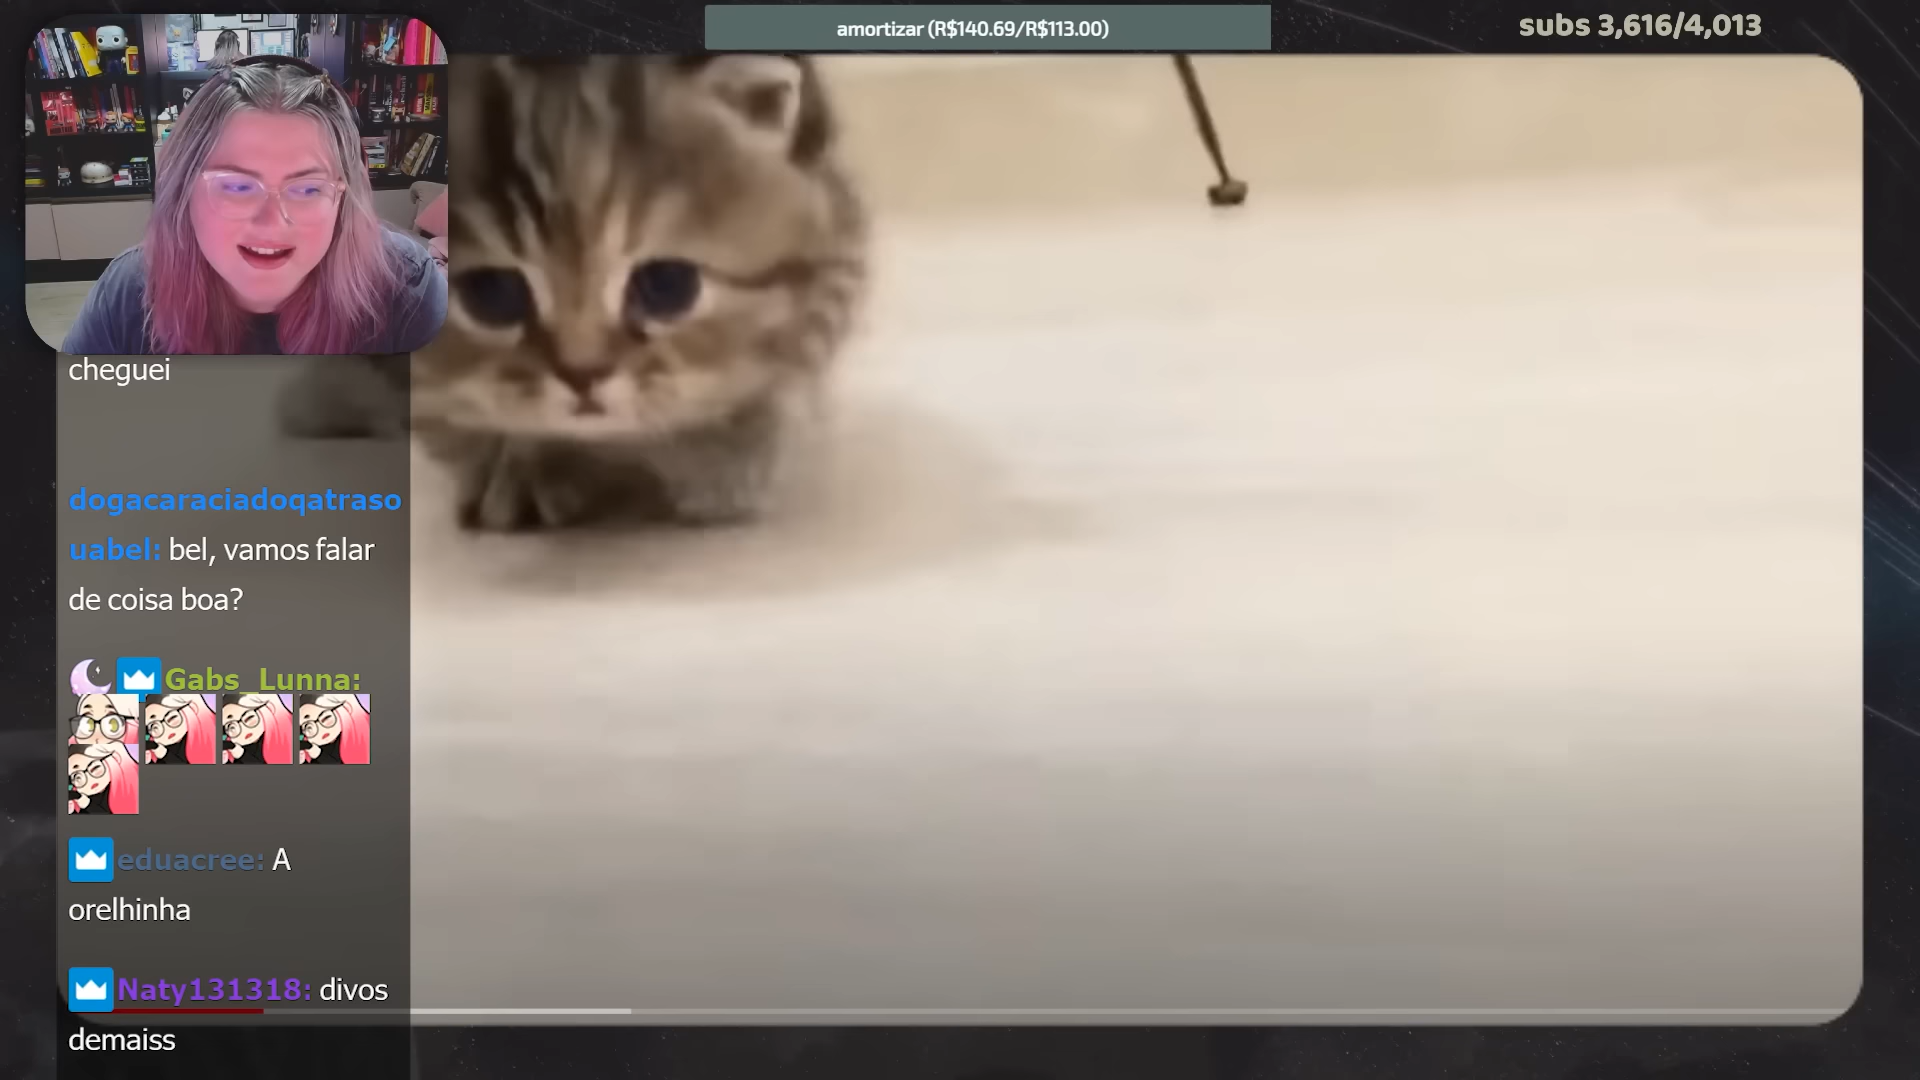 amortizar (R$140.69/R$113.00)
subs 3,616/4,013
cheguei
dogacaraciadoqatraso
uabel: bel, vamos falar
de coisa boa?
Gabs_Lunna:
eduacree: A
orelhinha
Naty131318: divos
demaiss